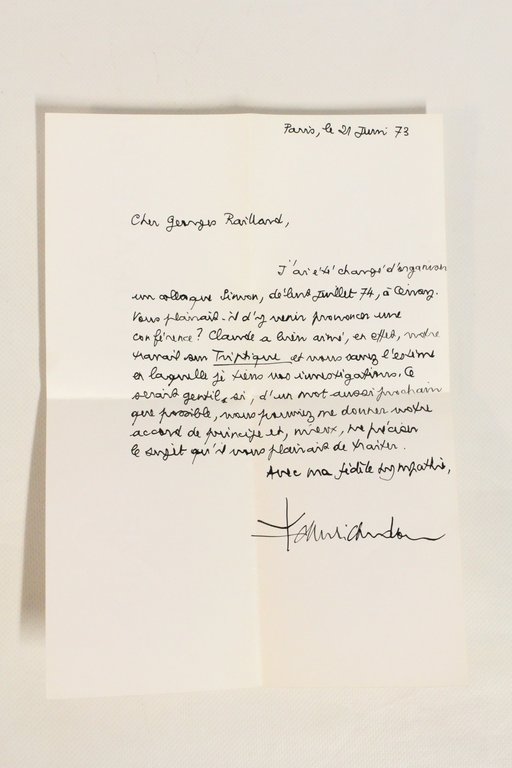 Paris, le 21 Juin 73
Cher Georges Raillard,
J'ai été chargé d'organiser
un colloque Simon, début Juillet 74, à Cerisy.
Vous plairait-il d'y venir prononcer une
conférence? Claude a bien aimé, en effet, votre
travail sur Triptyque et vous savez l'estime
en laquelle je tiens vos investigations. Ce
serait gentil si, d'un mot aussi prochain
que possible, vous pouviez me donner votre
accord de principe et, mieux, me préciser
le sujet qu'il vous plairait de traiter.
Avec ma fidèle sympathie,